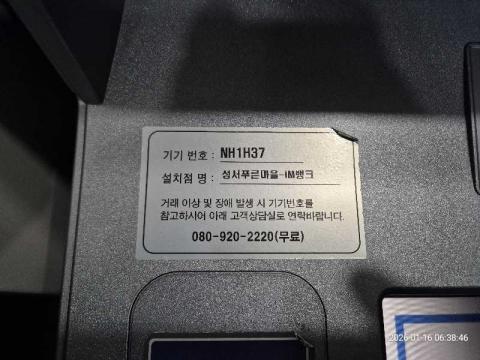 기기 번호 : NH1H37
설치점 명 : 성서푸른마을-iM뱅크
거래 이상 및 장애 발생 시 기기번호를
참고하시어 아래 고객상담실로 연락바랍니다.
080-920-2220(무료)
2026-01-16 06:38:46